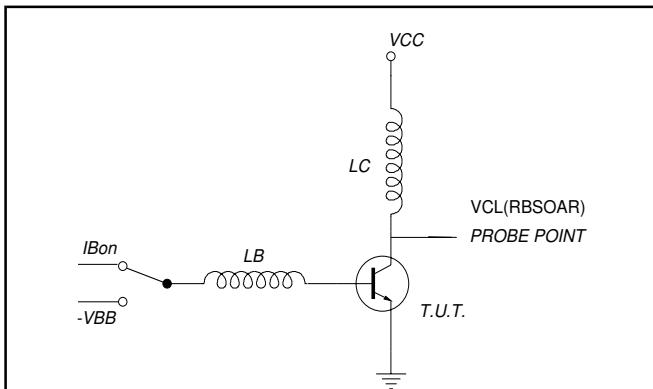 VCC
LC
VCL(RBSOAR)
PROBE POINT
IBon
LB
-VBB
T.U.T.